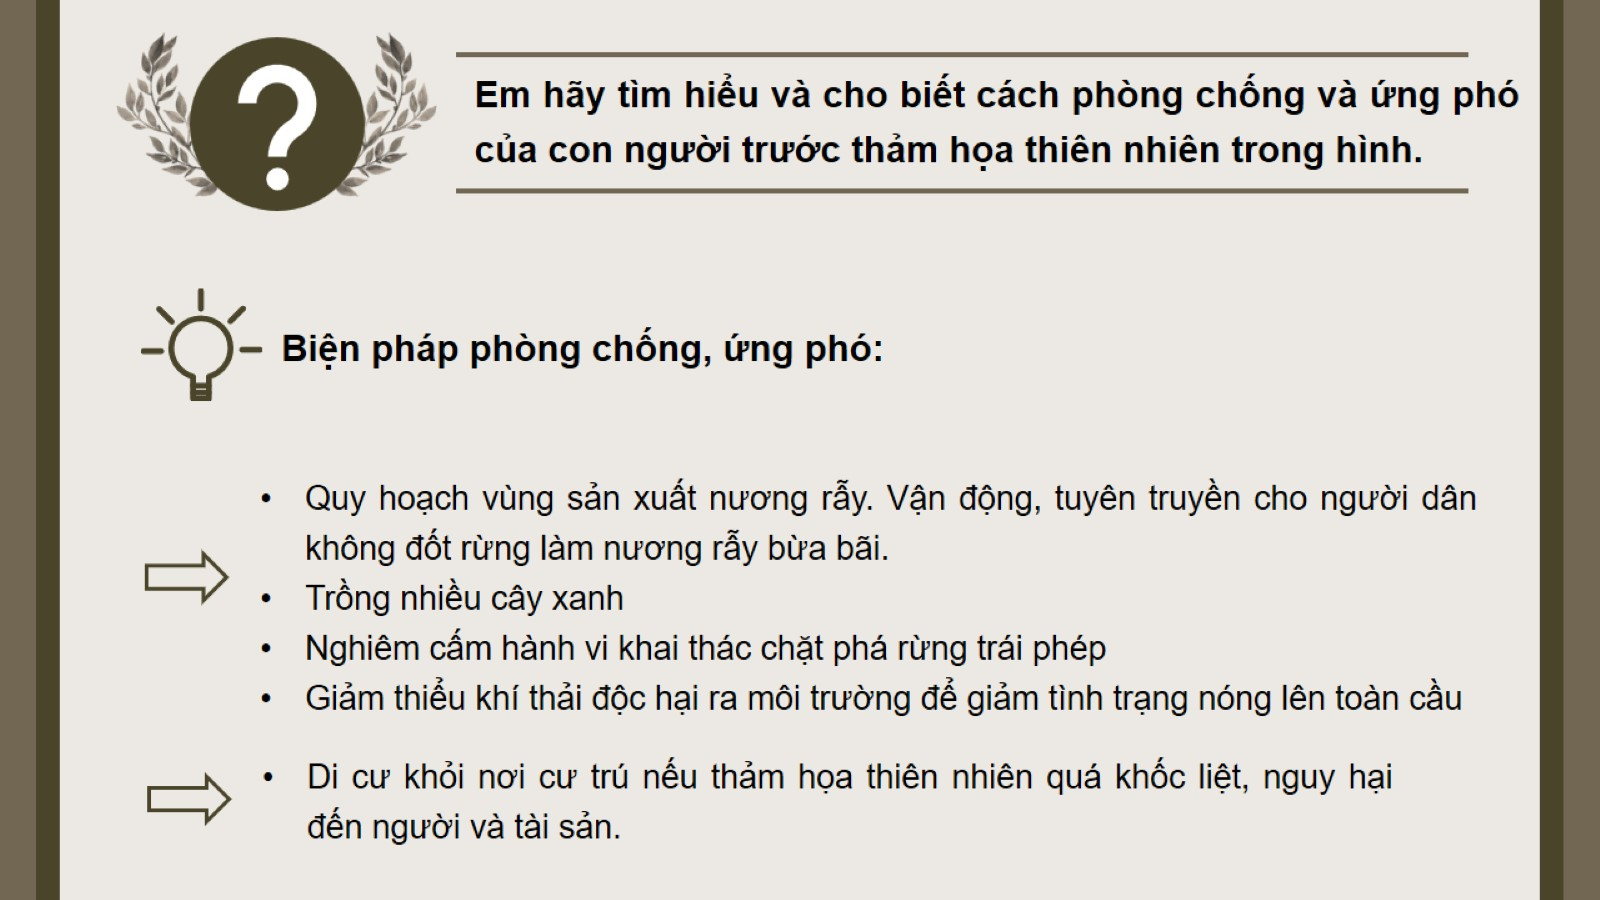 Em hãy tìm hiểu và cho biết cách phòng chống và ứng phó
của con người trước thảm họa thiên nhiên trong hình.
Biện pháp phòng chống, ứng phó:
• Quy hoạch vùng sản xuất nương rẫy. Vận động, tuyên truyền cho người dân
không đốt rừng làm nương rẫy bừa bãi.
• Trồng nhiều cây xanh
• Nghiêm cấm hành vi khai thác chặt phá rừng trái phép
• Giảm thiểu khí thải độc hại ra môi trường để giảm tình trạng nóng lên toàn cầu
• Di cư khỏi nơi cư trú nếu thảm họa thiên nhiên quá khốc liệt, nguy hại
đến người và tài sản.